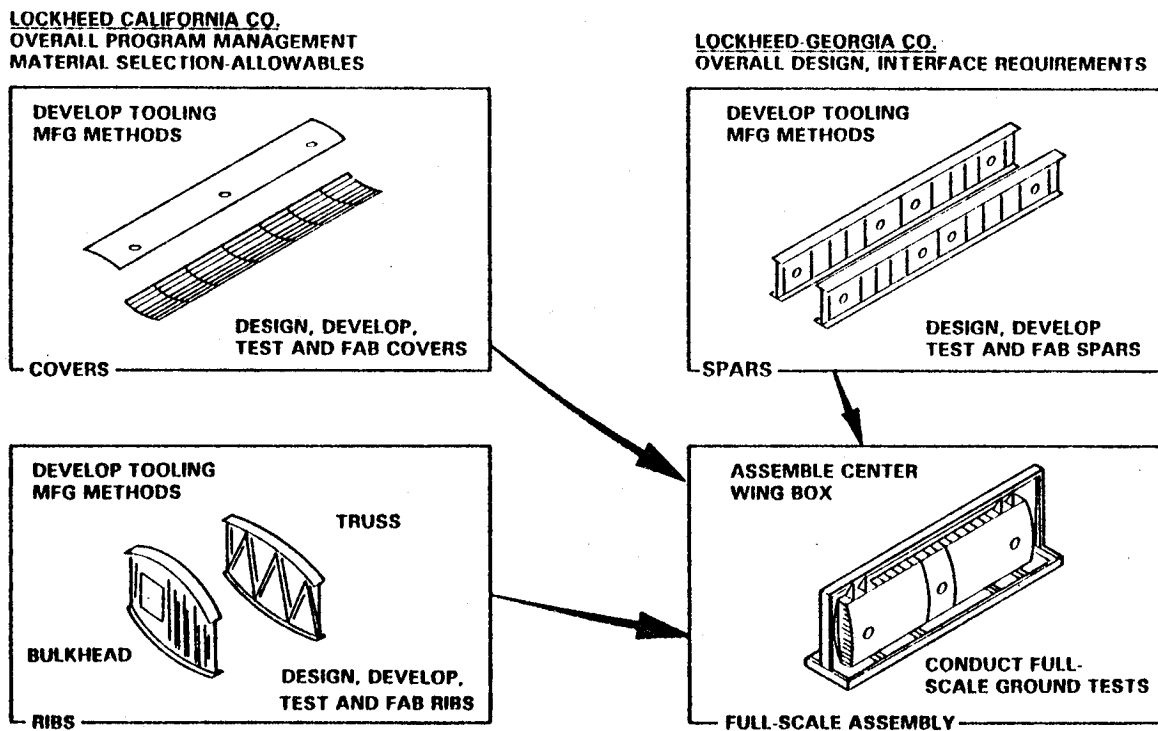 LOCKHEED CALIFORNIA CO.
OVERALL PROGRAM MANAGEMENT
MATERIAL SELECTION-ALLOWABLES
DEVELOP TOOLING
MFG METHODS
DESIGN, DEVELOP,
TEST AND FAB COVERS
COVERS
LOCKHEED-GEORGIA CO.
OVERALL DESIGN, INTERFACE REQUIREMENTS
DEVELOP TOOLING
MFG METHODS
DESIGN, DEVELOP
TEST AND FAB SPARS
SPARS
DEVELOP TOOLING
MFG METHODS
TRUSS
BULKHEAD
DESIGN, DEVELOP,
TEST AND FAB RIBS
RIBS
ASSEMBLE CENTER
WING BOX
CONDUCT FULL-
SCALE GROUND TESTS
FULL-SCALE ASSEMBLY